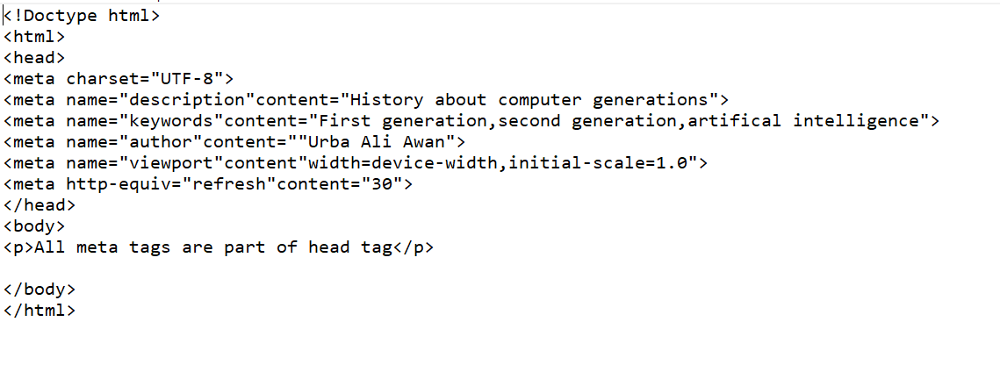 <!Doctype html>
<html>
<head>
<meta charset="UTF-8">
<meta name="description"content="History about computer generations">
<meta name="keywords"content="First generation,second generation,artifical intelligence">
<meta name="author"content=""Urba Ali Awan">
<meta name="viewport"content"width=device-width,initial-scale=1.0">
<meta http-equiv="refresh"content="30">
</head>
<body>
<p>All meta tags are part of head tag</p>
</body>
</html>